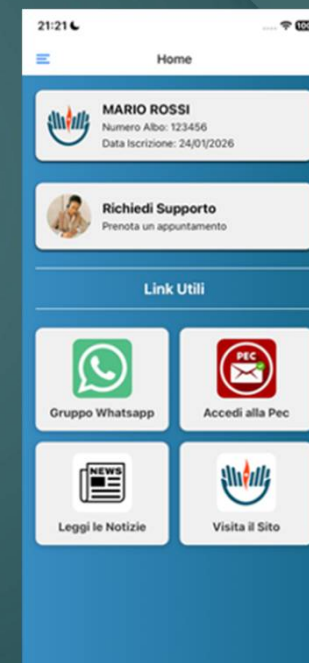 21:21
100
Home
MARIO ROSSI
Numero Albo: 123456
Data Iscrizione: 24/01/2026
Richiedi Supporto
Prenota un appuntamento
Link Utili
Gruppo Whatsapp
PEC
Accedi alla Pec
NEWS
Leggi le Notizie
Visita il Sito